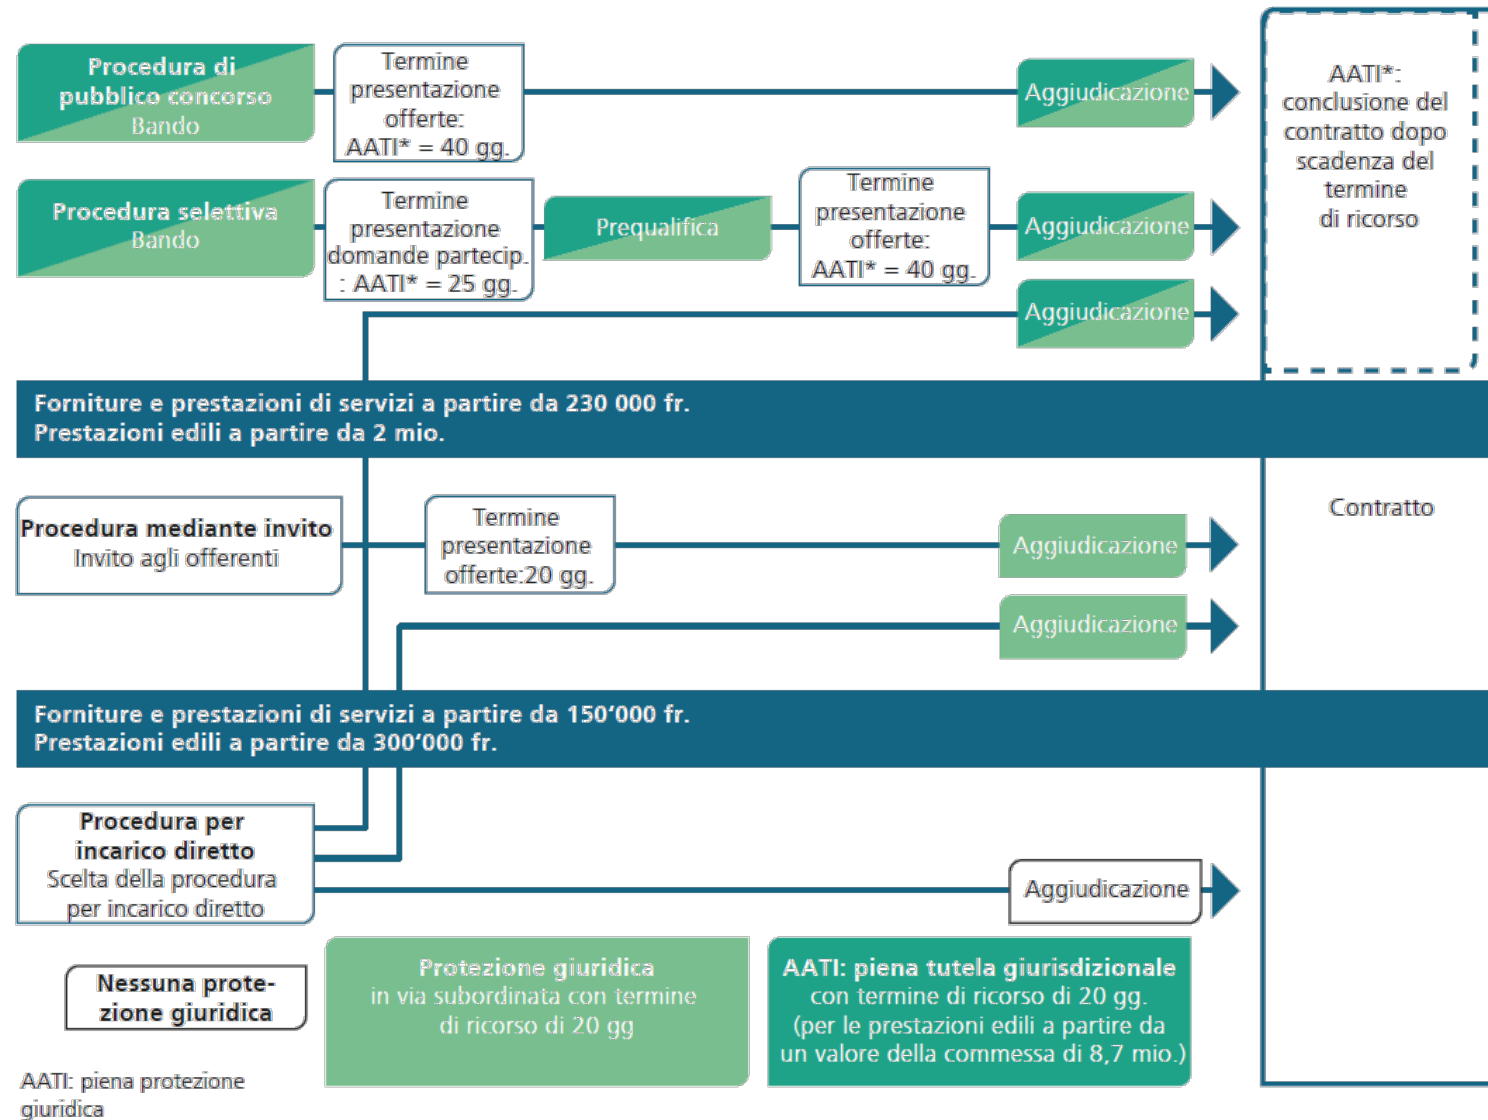 Procedura di
pubblico concorso
Bando
Termine
presentazione
offerte:
AATI* = 40 gg.
Aggiudicazione
AATI*:
conclusione del
contratto dopo
scadenza del
termine
di ricorso
Procedura selettiva
Bando
Termine
presentazione
domande partecip.
: AATI* = 25 gg.
Prequalifica
Termine
presentazione
offerte:
AATI* = 40 gg.
Aggiudicazione
Aggiudicazione
Forniture e prestazioni di servizi a partire da 230 000 fr.
Prestazioni edili a partire da 2 mio.
Procedura mediante invito
Invito agli offerenti
Termine
presentazione
offerte:20 gg.
Aggiudicazione
Contratto
Aggiudicazione
Forniture e prestazioni di servizi a partire da 150‘000 fr.
Prestazioni edili a partire da 300‘000 fr.
Procedura per
incarico diretto
Scelta della procedura
per incarico diretto
Aggiudicazione
Nessuna prote-
zione giuridica
Protezione giuridica
in via subordinata con termine
di ricorso di 20 gg
AATI: piena tutela giurisdizionale
con termine di ricorso di 20 gg.
(per le prestazioni edili a partire da
un valore della commessa di 8,7 mio.)
AATI: piena protezione
giuridica